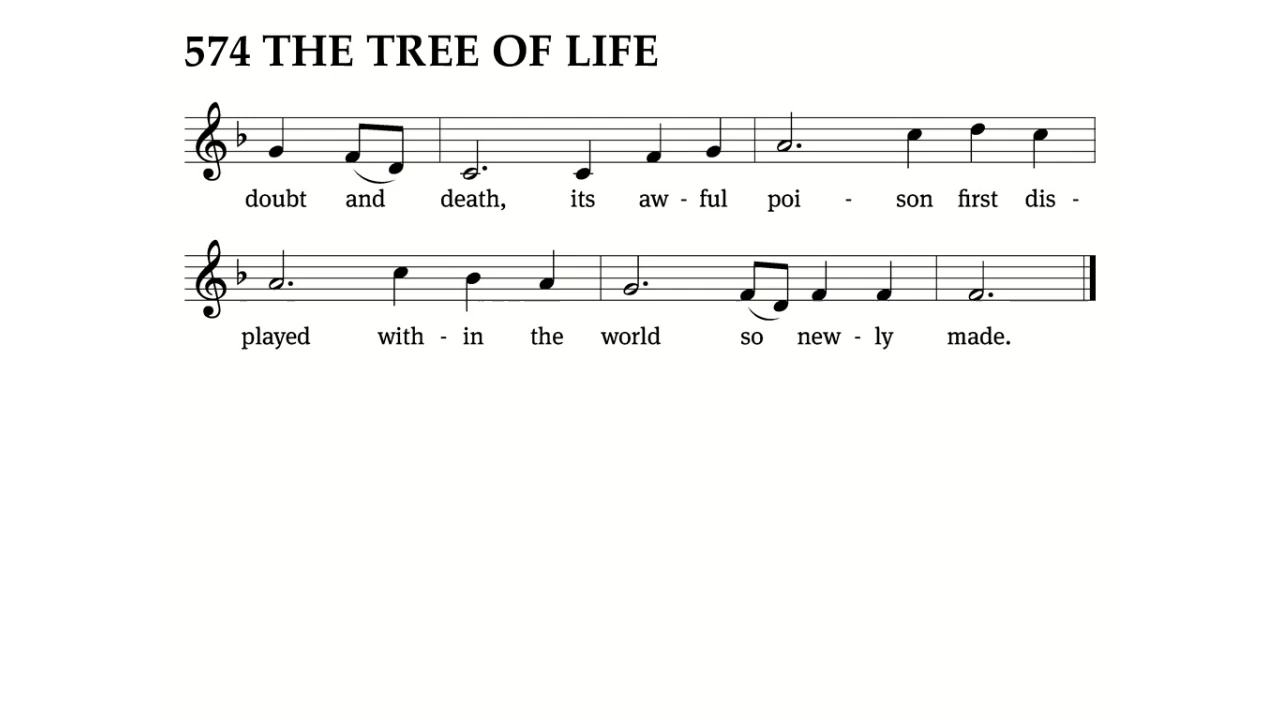 574 THE TREE OF LIFE
doubt and death, its aw - ful poi - son first dis -
played with - in the world so new - ly made.